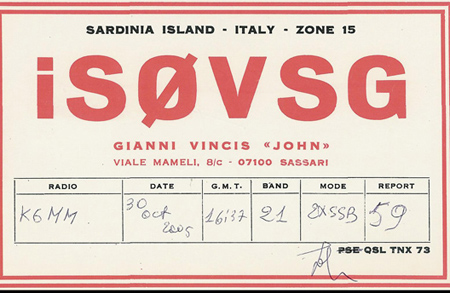 SARDINIA ISLAND - ITALY - ZONE 15
iSØVSG
GIANNI VINCIS «JOHN»
VIALE MAMELI, 8/c - 07100 SASSARI
RADIO DATE G.M.T. BAND MODE REPORT
K6MM. 30 oct 2005 16:37 21 2XSSB 59
PSE QSL TNX 73